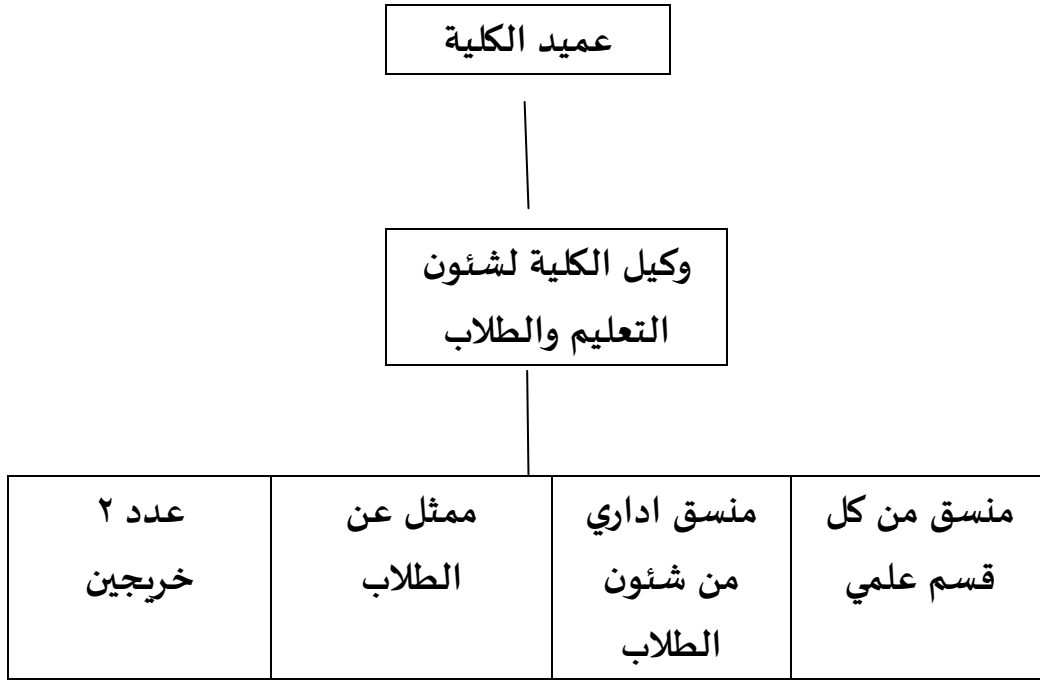 عميد الكلية
وكيل الكلية لشئون
التعليم والطلاب
منسق من كل
قسم علمي
منسق اداري
من شئون
الطلاب
ممثل عن
الطلاب
عدد ٢
خريجين